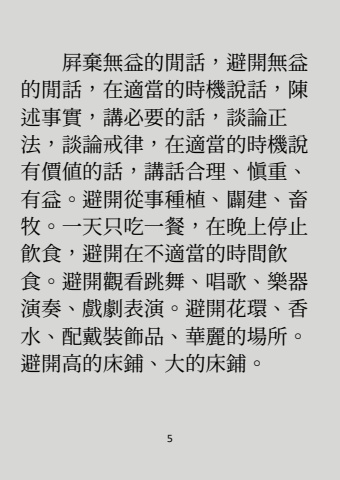 屛棄無益的閒話，避開無益
的閒話，在適當的時機說話，陳
述事實，講必要的話，談論正
法，談論戒律，在適當的時機說
有價值的話，講話合理、慎重、
有益。避開從事種植、闢建、畜
牧。一天只吃一餐，在晚上停止
飲食，避開在不適當的時間飲
食。避開觀看跳舞、唱歌、樂器
演奏、戲劇表演。避開花環、香
水、配戴裝飾品、華麗的場所。
避開高的床鋪、大的床鋪。
5